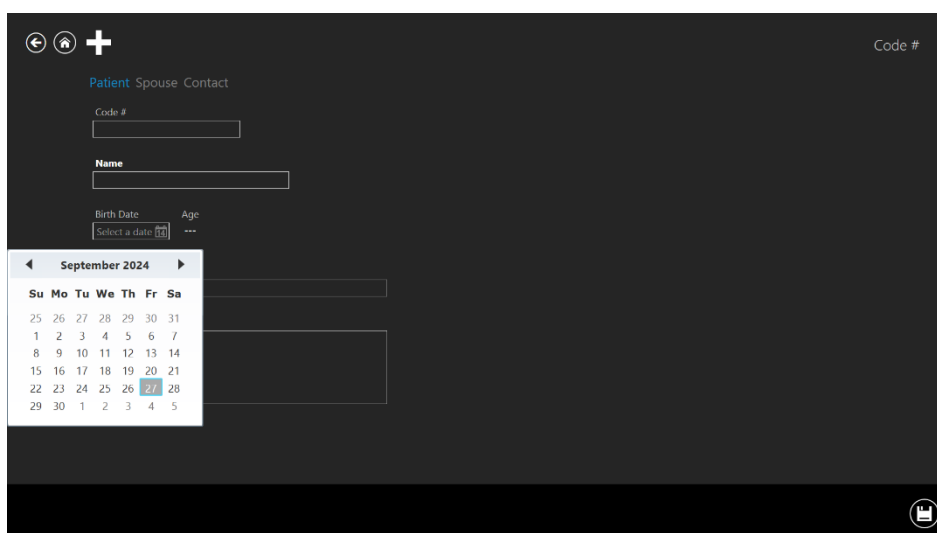 Code #
Patient Spouse Contact
Code #
Name
Birth Date Age
Select a date 14 ---
September 2024
Su Mo Tu We Th Fr Sa
25 26 27 28 29 30 31
1 2 3 4 5 6 7
8 9 10 11 12 13 14
15 16 17 18 19 20 21
22 23 24 25 26 27 28
29 30 1 2 3 4 5